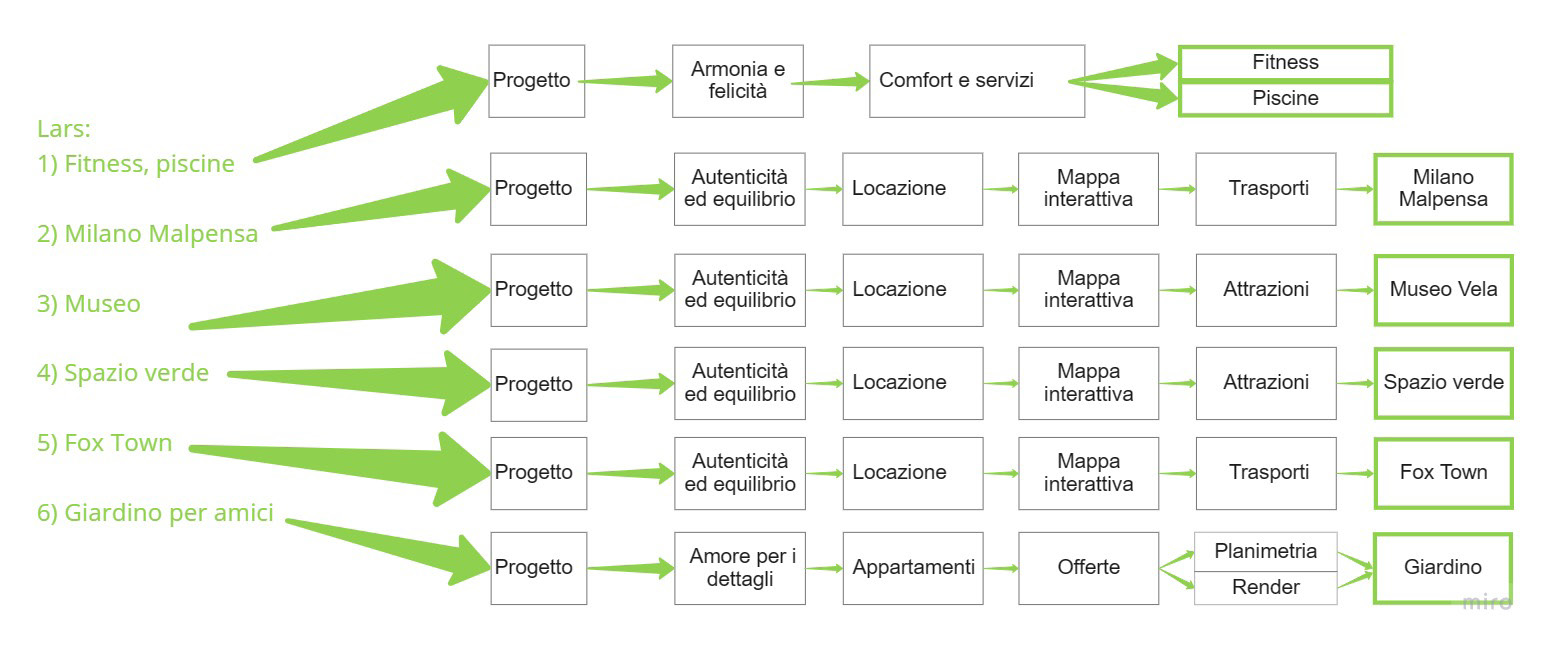 Lars:
1) Fitness, piscine
2) Milano Malpensa
3) Museo
4) Spazio verde
5) Fox Town
6) Giardino per amici
Progetto
Armonia e
felicità
Comfort e servizi
Fitness
Piscine
Progetto
Autenticità
ed equilibrio
Locazione
Mappa
interattiva
Trasporti
Milano
Malpensa
Progetto
Autenticità
ed equilibrio
Locazione
Mappa
interattiva
Attrazioni
Museo Vela
Progetto
Autenticità
ed equilibrio
Locazione
Mappa
interattiva
Attrazioni
Spazio verde
Progetto
Autenticità
ed equilibrio
Locazione
Mappa
interattiva
Trasporti
Fox Town
Progetto
Amore per i
dettagli
Appartamenti
Offerte
Planimetria
Render
Giardino
miro